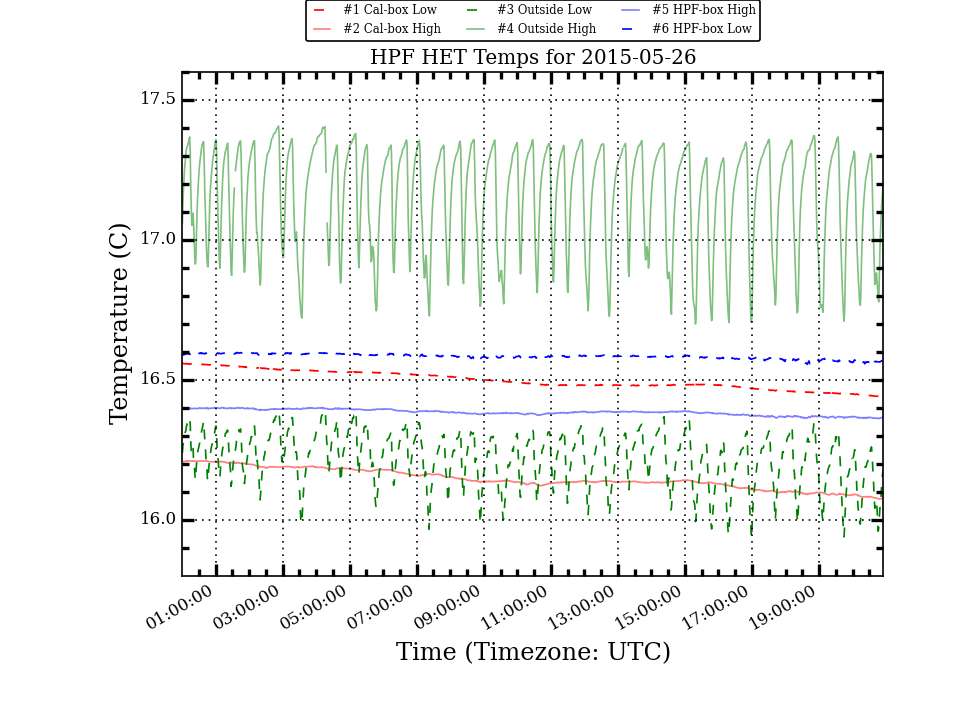 #1 Cal-box Low #3 Outside Low #5 HPF-box High
#2 Cal-box High #4 Outside High #6 HPF-box Low
HPF HET Temps for 2015-05-26
17.5
17.0
16.5
16.0
Temperature (C)
01:00:00 03:00:00 05:00:00 07:00:00 09:00:00 11:00:00 13:00:00 15:00:00 17:00:00 19:00:00
Time (Timezone: UTC)